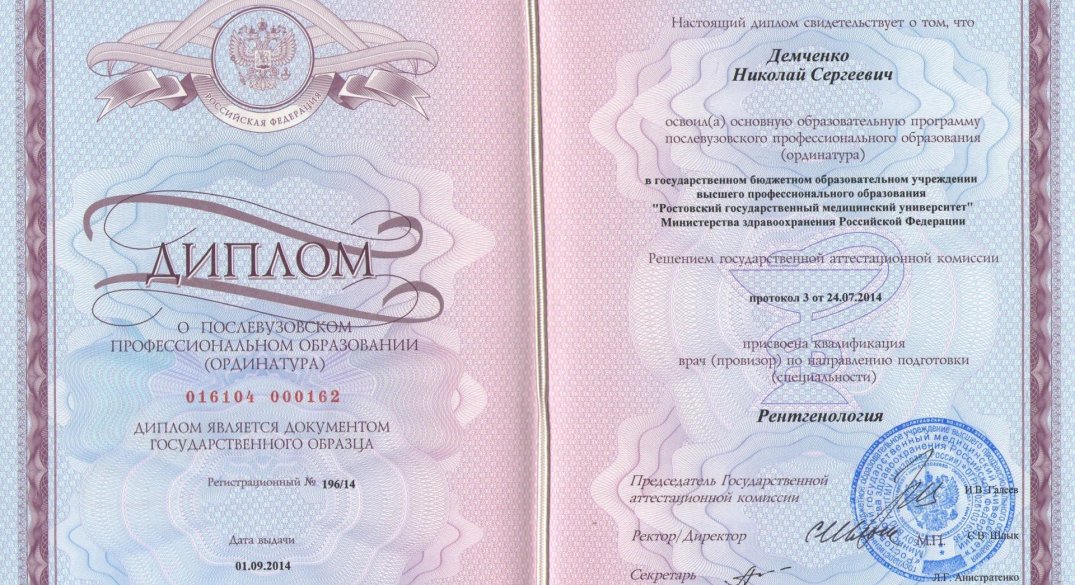 РОССИЙСКАЯ ФЕДЕРАЦИЯ
ДИПЛОМ
О ПОСЛЕВУЗОВСКОМ
ПРОФЕССИОНАЛЬНОМ ОБРАЗОВАНИИ
(ОРДИНАТУРА)
016104 000162
ДИПЛОМ ЯВЛЯЕТСЯ ДОКУМЕНТОМ
ГОСУДАРСТВЕННОГО ОБРАЗЦА
Регистрационный № 196/14
Дата выдачи
01.09.2014
Настоящий диплом свидетельствует о том, что
Демченко
Николай Сергеевич
освоил(а) основную образовательную программу
послевузовского профессионального образования
(ординатура)
в государственном бюджетном образовательном учреждении
высшего профессионального образования
"Ростовский государственный медицинский университет"
Министерства здравоохранения Российской Федерации
Решением государственной аттестационной комиссии
протокол 3 от 24.07.2014
присвоена квалификация
врач (провизор) по направлению подготовки
(специальности)
Рентгенология
Председатель Государственной
аттестационной комиссии
И.В. Галеев
Ректор/Директор
М.П.
С.В. Шлык
Секретарь
Л.Г. Анистратенко